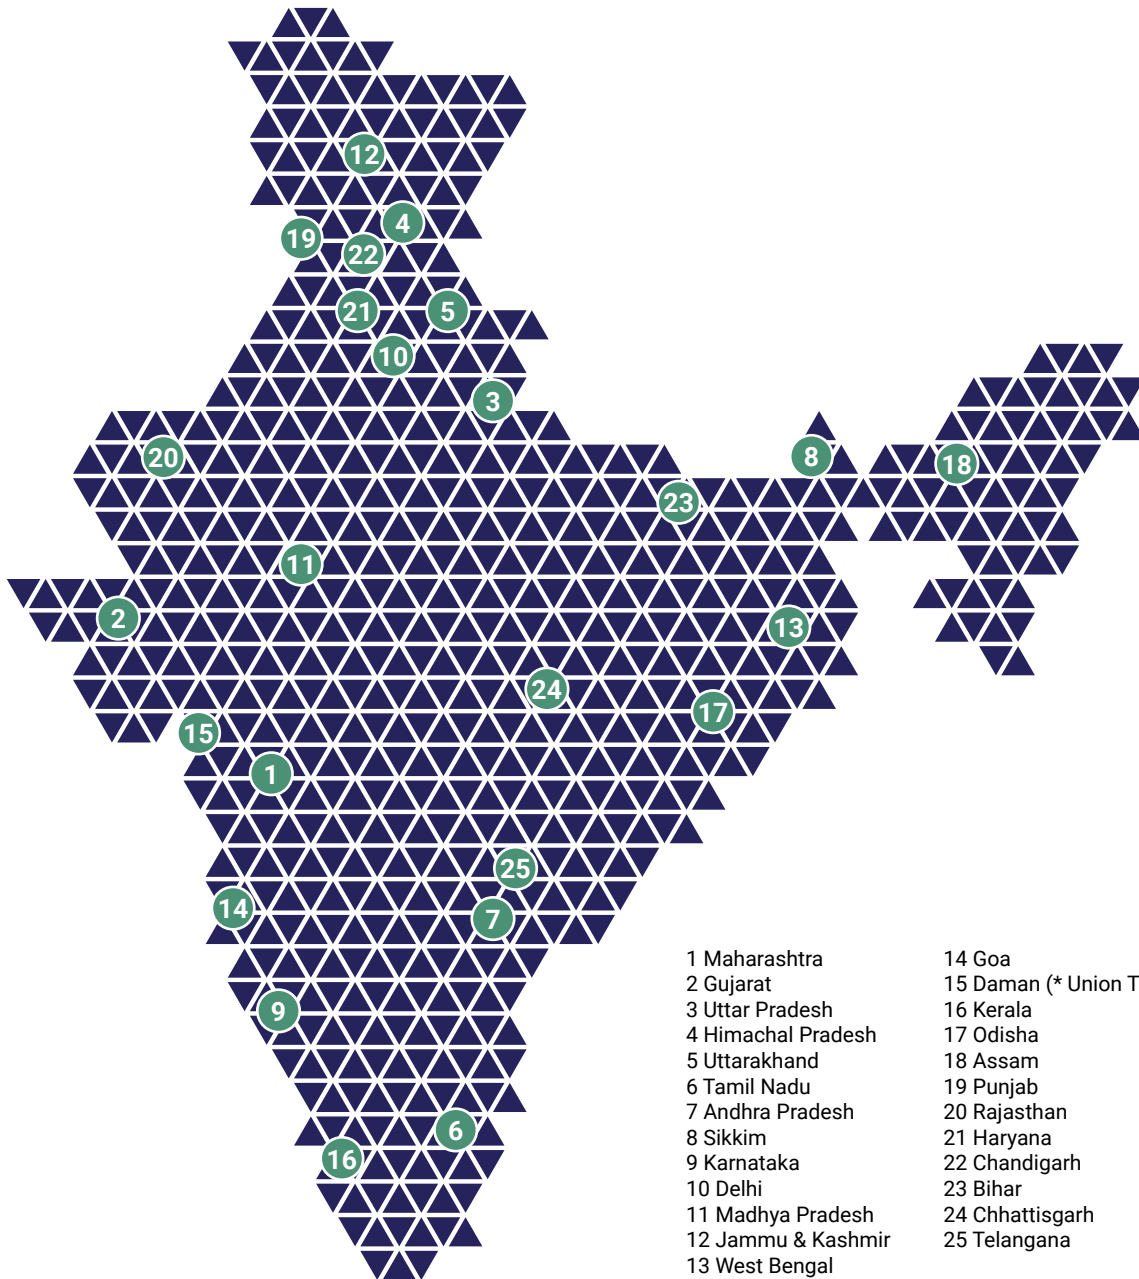 12
4
19
22
21
5
10
3
20
8
18
23
11
2
13
24
17
15
1
25
14
7
9
6
16
1 Maharashtra
2 Gujarat
3 Uttar Pradesh
4 Himachal Pradesh
5 Uttarakhand
6 Tamil Nadu
7 Andhra Pradesh
8 Sikkim
9 Karnataka
10 Delhi
11 Madhya Pradesh
12 Jammu & Kashmir
13 West Bengal
14 Goa
15 Daman (* Union T
16 Kerala
17 Odisha
18 Assam
19 Punjab
20 Rajasthan
21 Haryana
22 Chandigarh
23 Bihar
24 Chhattisgarh
25 Telangana